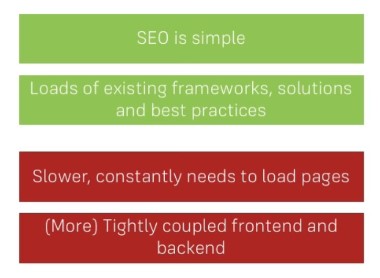 SEO is simple
Loads of existing frameworks, solutions
and best practices
Slower, constantly needs to load pages
(More) Tightly coupled frontend and
backend